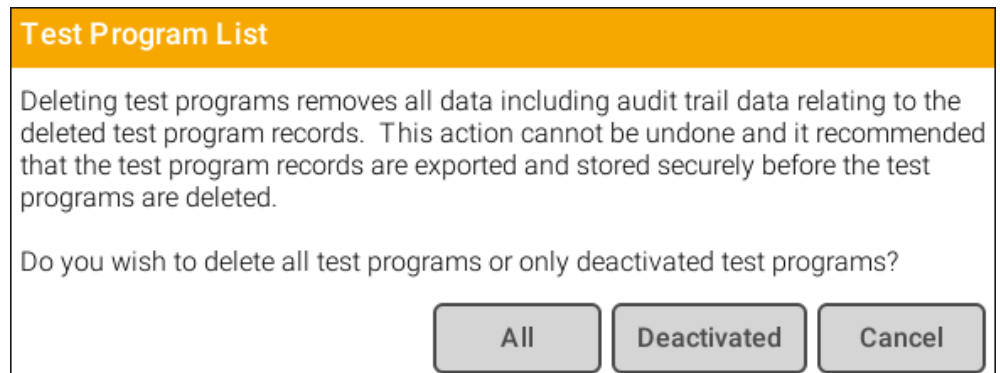 Test Program List
Deleting test programs removes all data including audit trail data relating to the
deleted test program records.  This action cannot be undone and it recommended
that the test program records are exported and stored securely before the test
programs are deleted.
Do you wish to delete all test programs or only deactivated test programs?
All Deactivated Cancel